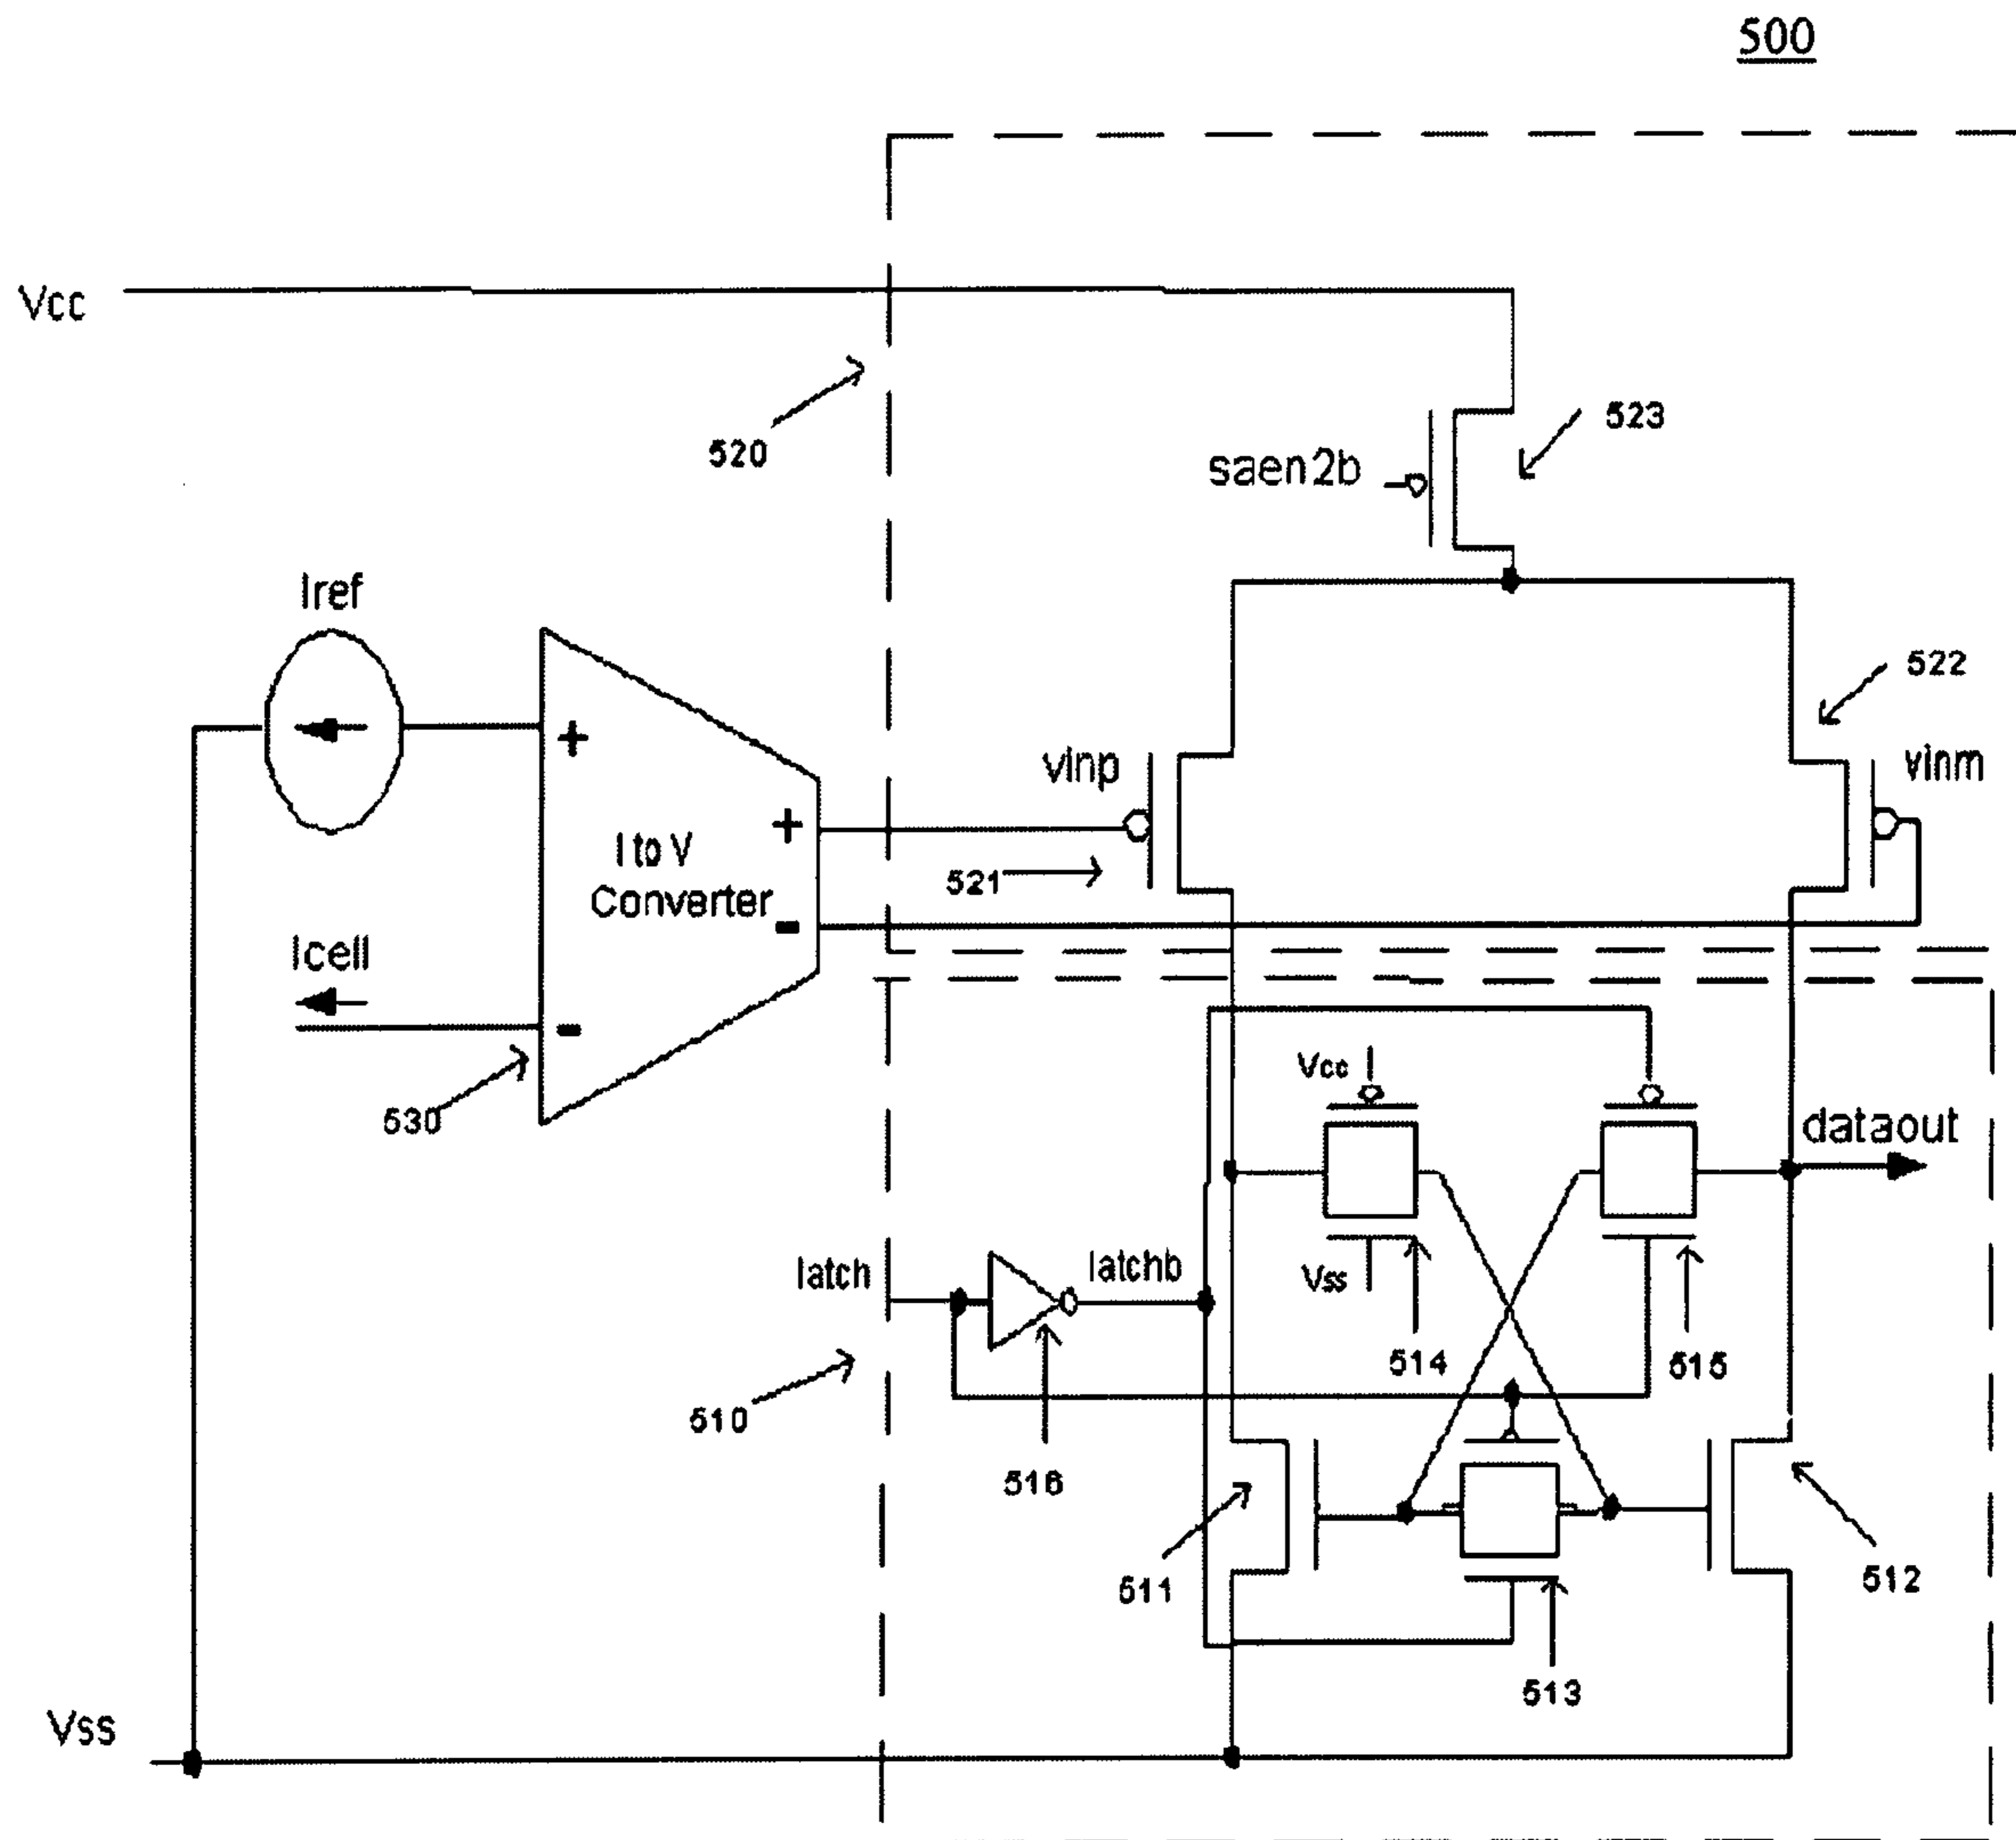 500
Vcc
520
523
saen2b
Iref
522
vinp
vinm
+
+
I to V
Converter
521
-
Icell
-
530
Vcc
dataout
latch
latchb
Vss
514
515
510
516
511
512
513
Vss